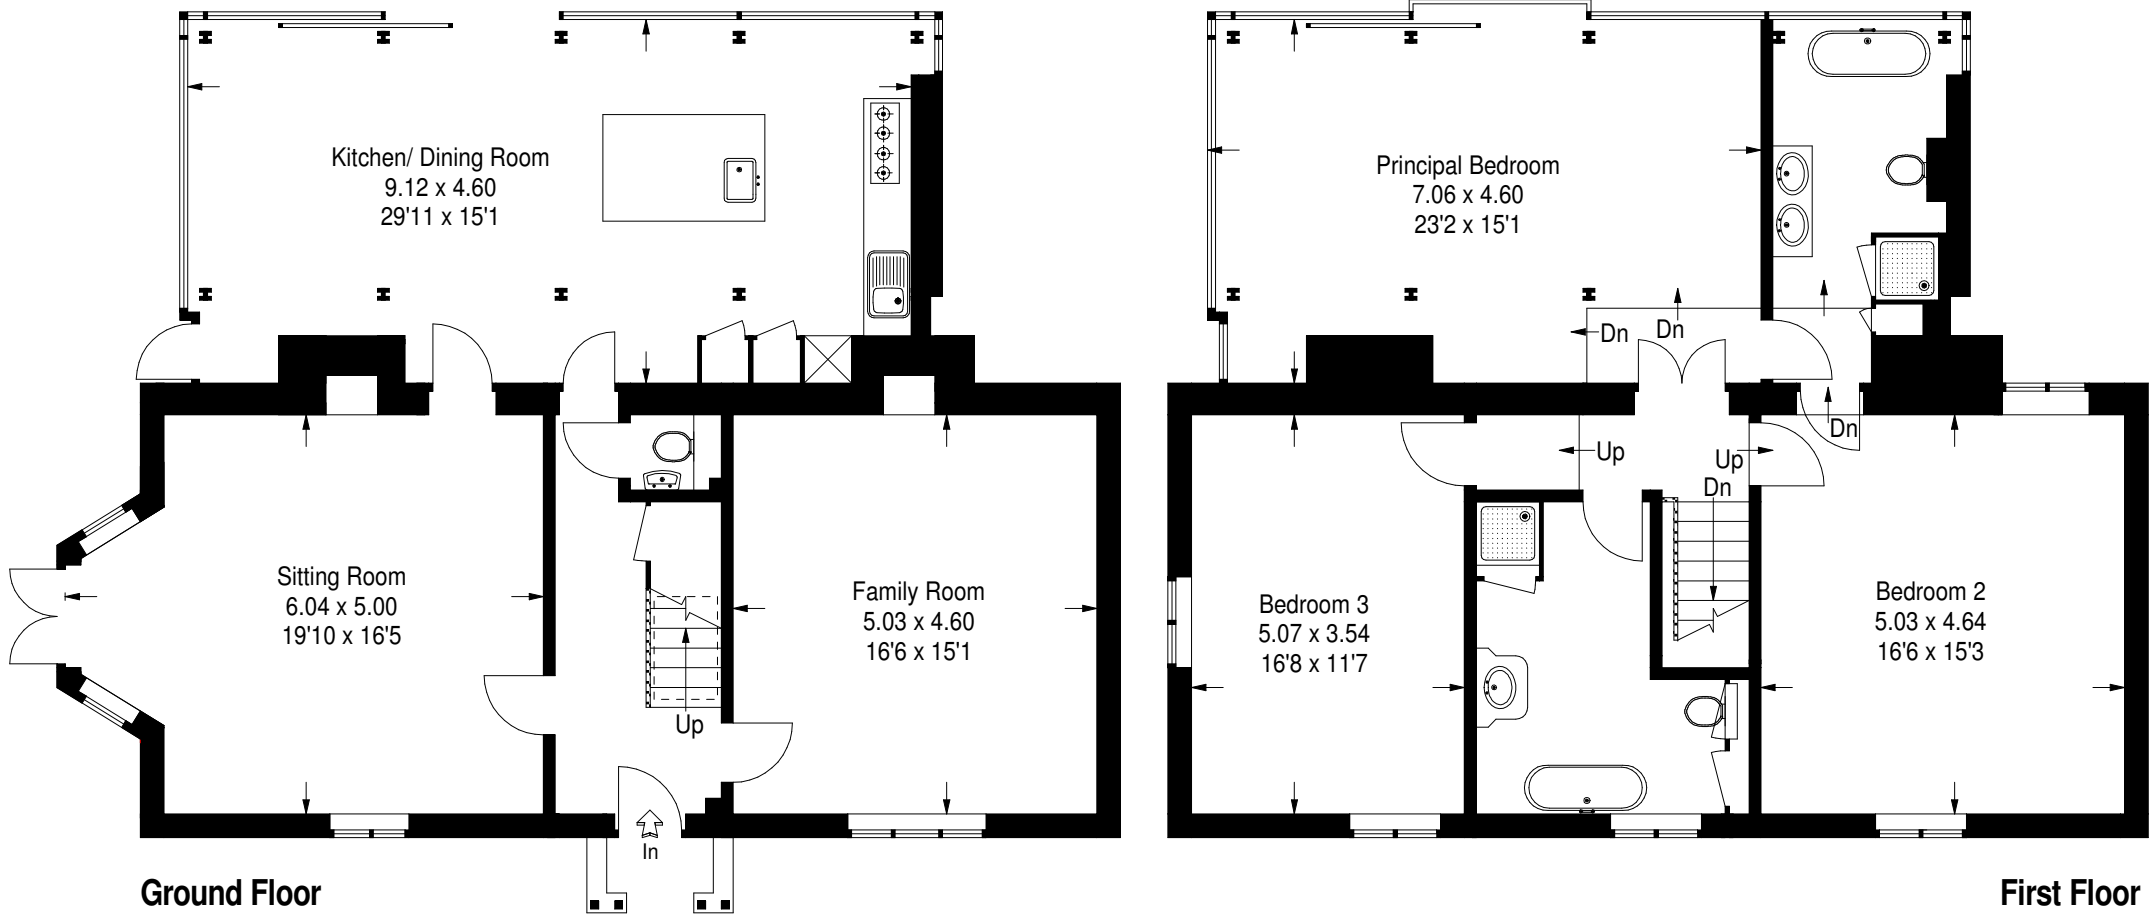 Kitchen/ Dining Room
9.12 x 4.60
29'11 x 15'1
Sitting Room
6.04 x 5.00
19'10 x 16'5
Family Room
5.03 x 4.60
16'6 x 15'1
Up
In
Ground Floor
Principal Bedroom
7.06 x 4.60
23'2 x 15'1
Dn
Dn
Dn
Up
Up
Dn
Bedroom 3
5.07 x 3.54
16'8 x 11'7
Bedroom 2
5.03 x 4.64
16'6 x 15'3
First Floor